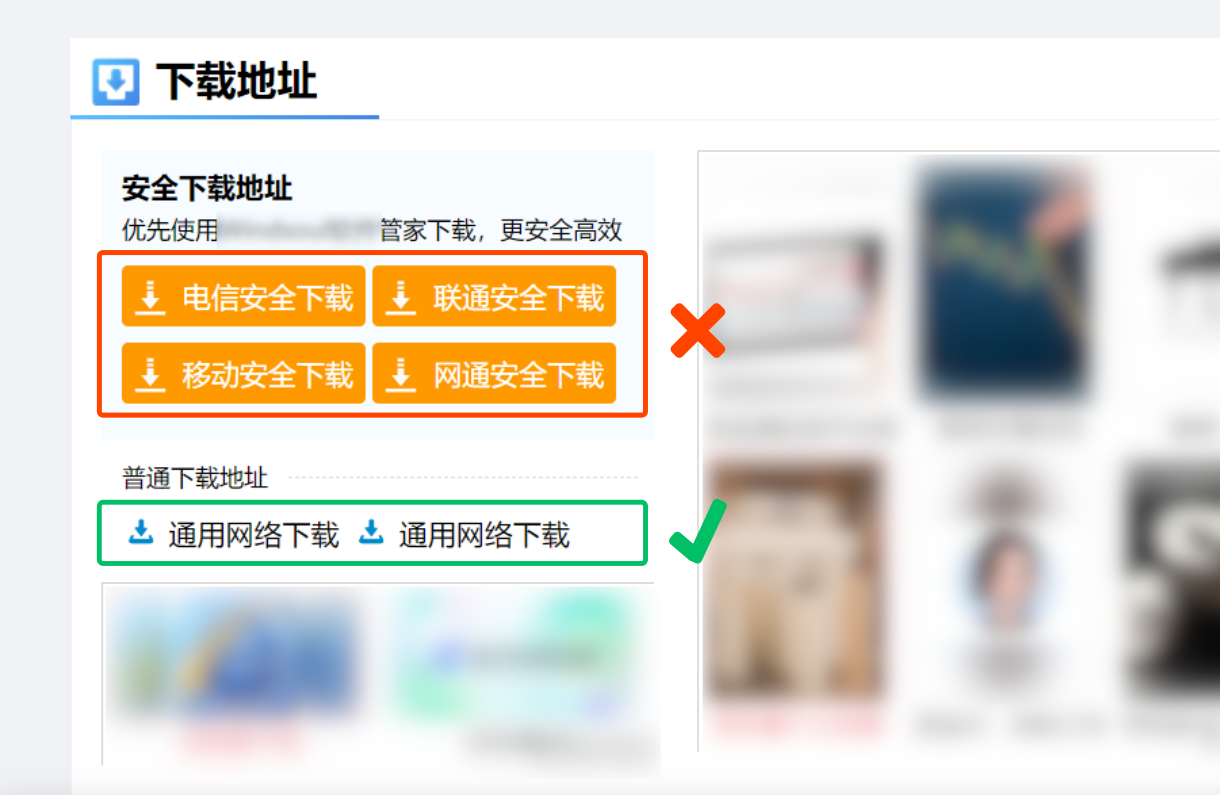 下载地址
安全下载地址
优先使用管家下载，更安全高效
电信安全下载 联通安全下载
移动安全下载 网通安全下载
普通下载地址
通用网络下载 通用网络下载